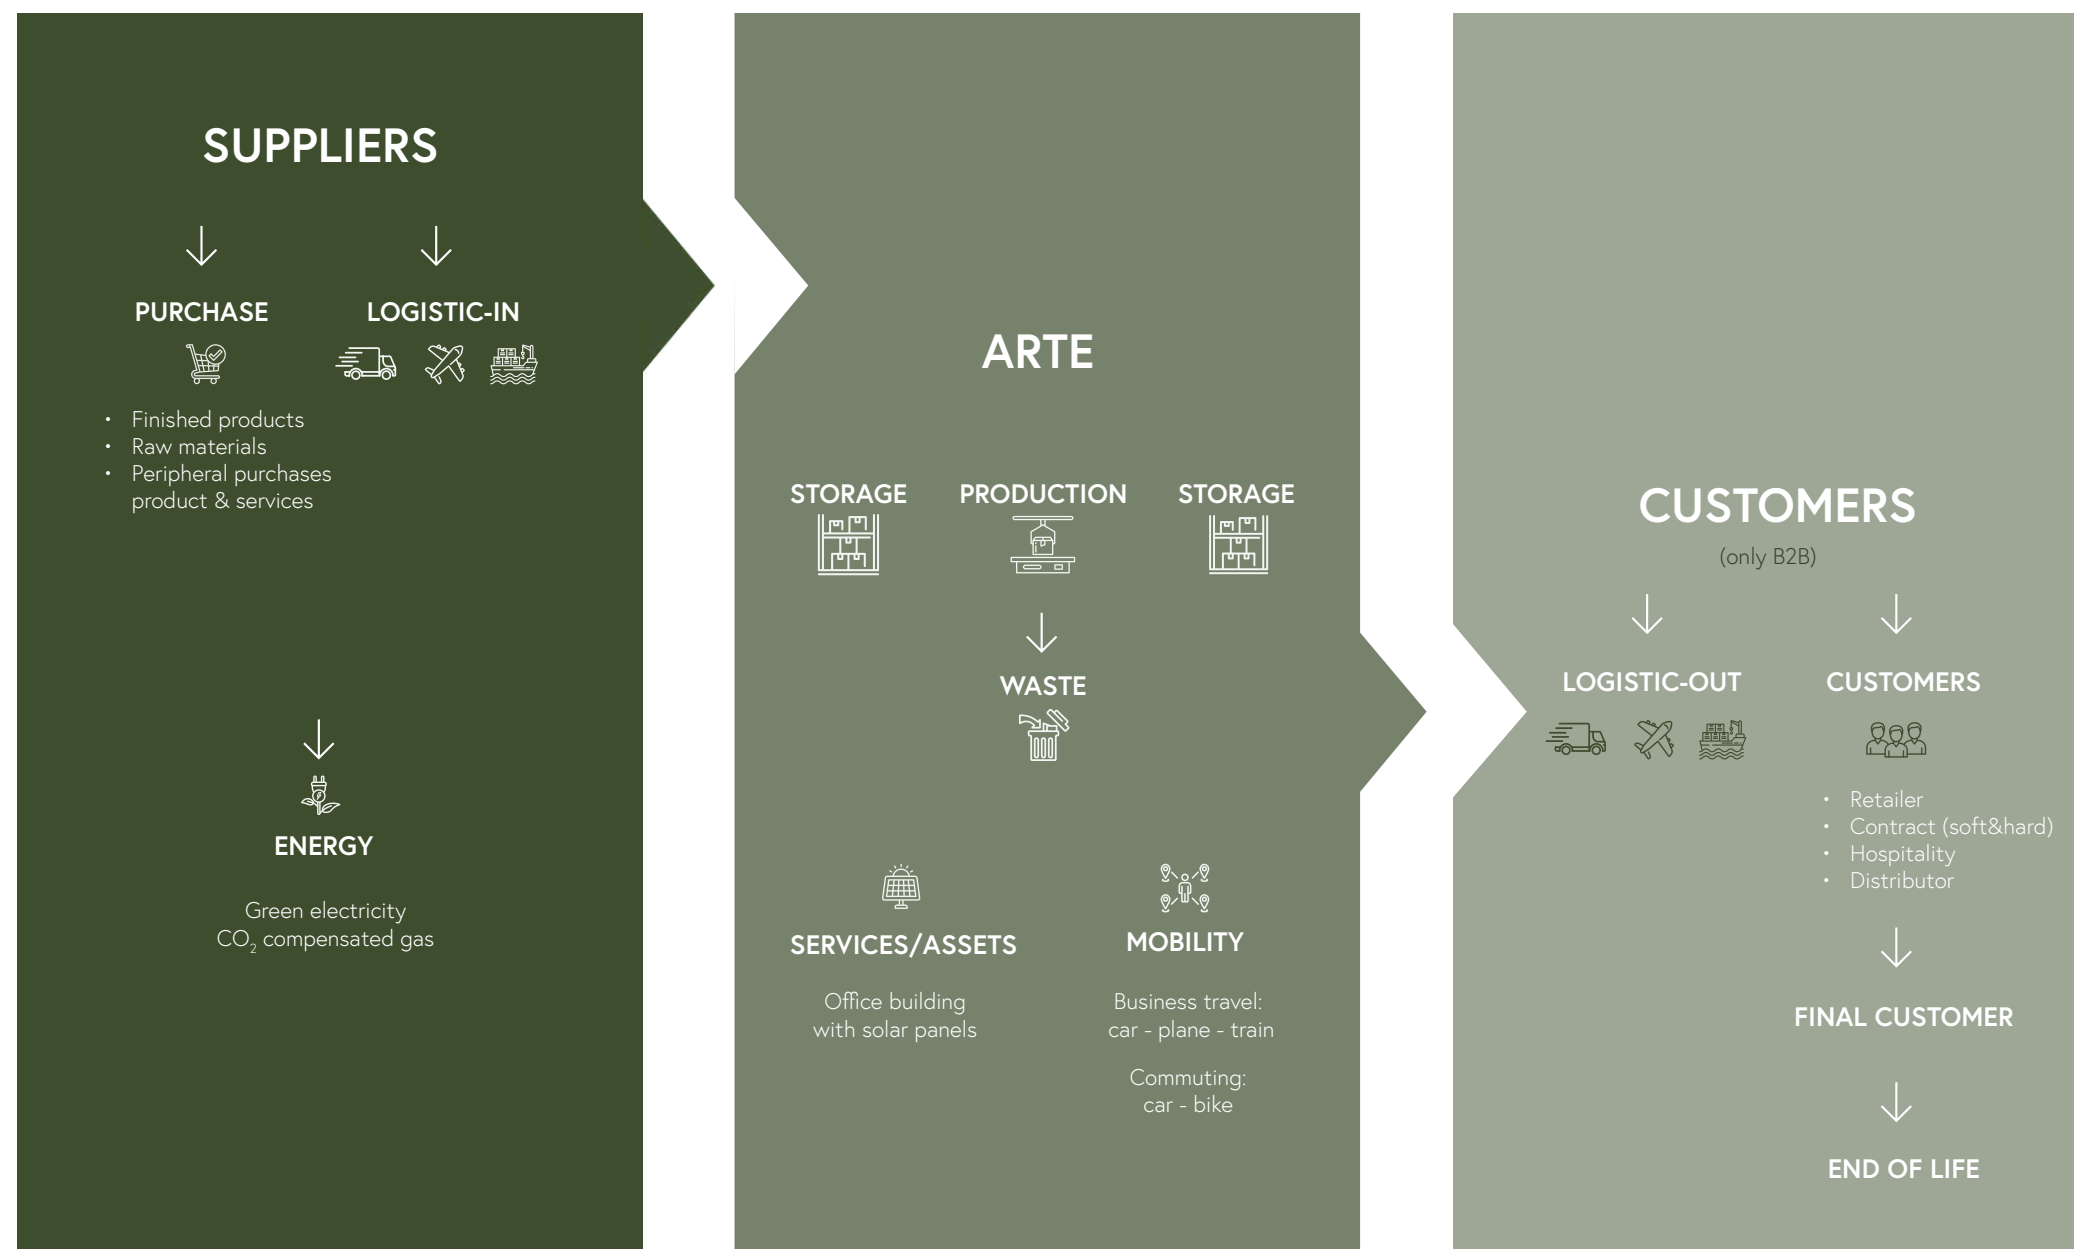 SUPPLIERS
PURCHASE
LOGISTIC-IN
• Finished products
• Raw materials
• Peripheral purchases
product & services
ENERGY
Green electricity
CO₂ compensated gas
ARTE
STORAGE
PRODUCTION
STORAGE
WASTE
SERVICES/ASSETS
Office building
with solar panels
MOBILITY
Business travel:
car - plane - train
Commuting:
car - bike
CUSTOMERS
(only B2B)
LOGISTIC-OUT
CUSTOMERS
• Retailer
• Contract (soft&hard)
• Hospitality
• Distributor
FINAL CUSTOMER
END OF LIFE